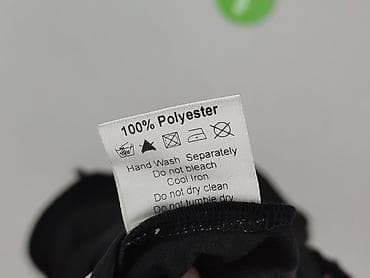 100% Polyester
Hand Wash Separately
Do not bleach
Cool Iron
Do not dry clean
Do not tumble dry